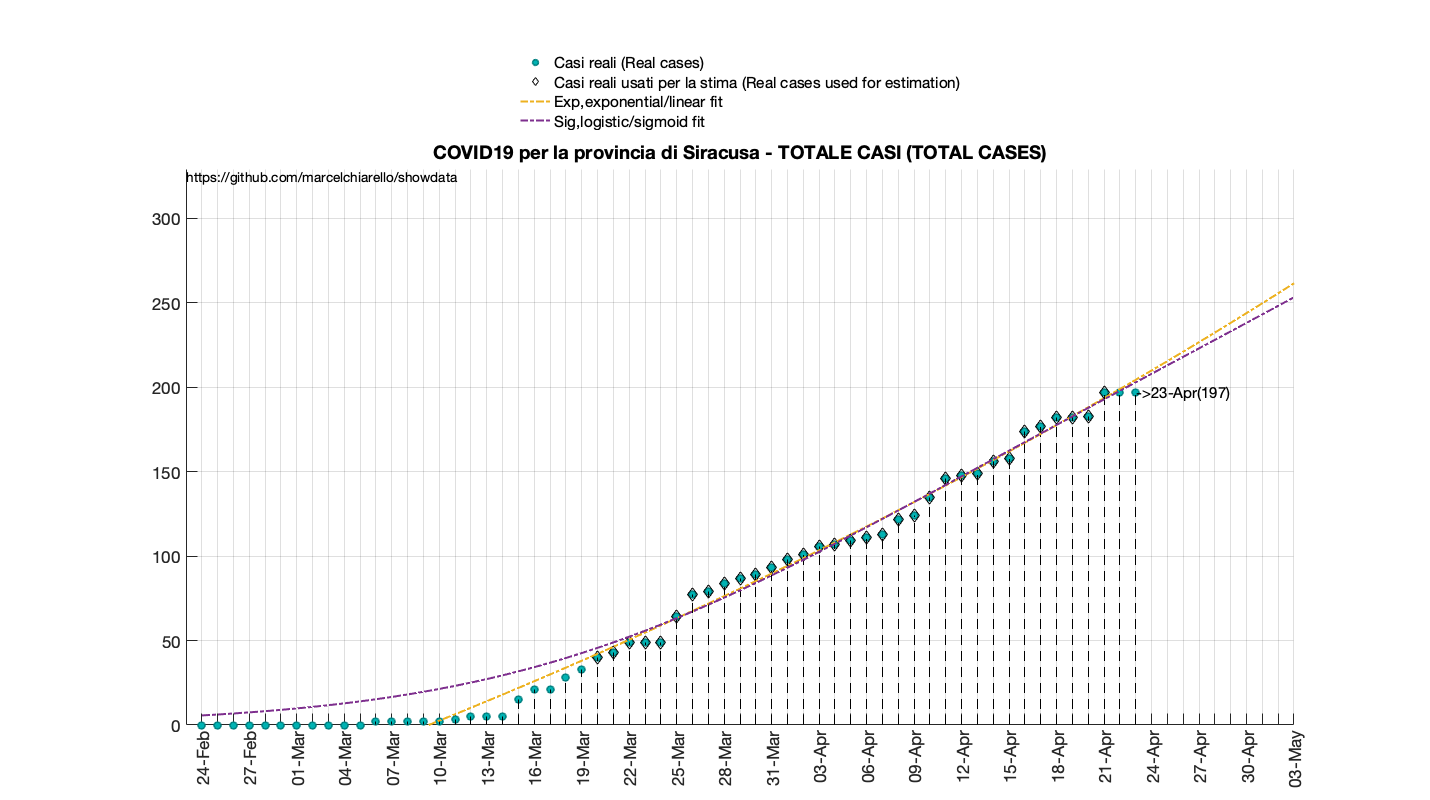 Casi reali (Real cases)
Casi reali usati per la stima (Real cases used for estimation)
Exp,exponential/linear fit
Sig,logistic/sigmoid fit
COVID19 per la provincia di Siracusa - TOTALE CASI (TOTAL CASES)
https://github.com/marcelchiarello/showdata
300
250
200
150
100
50
0
->23-Apr(197)
24-Feb
27-Feb
01-Mar
04-Mar
07-Mar
10-Mar
13-Mar
16-Mar
19-Mar
22-Mar
25-Mar
28-Mar
31-Mar
03-Apr
06-Apr
09-Apr
12-Apr
15-Apr
18-Apr
21-Apr
24-Apr
27-Apr
30-Apr
03-May